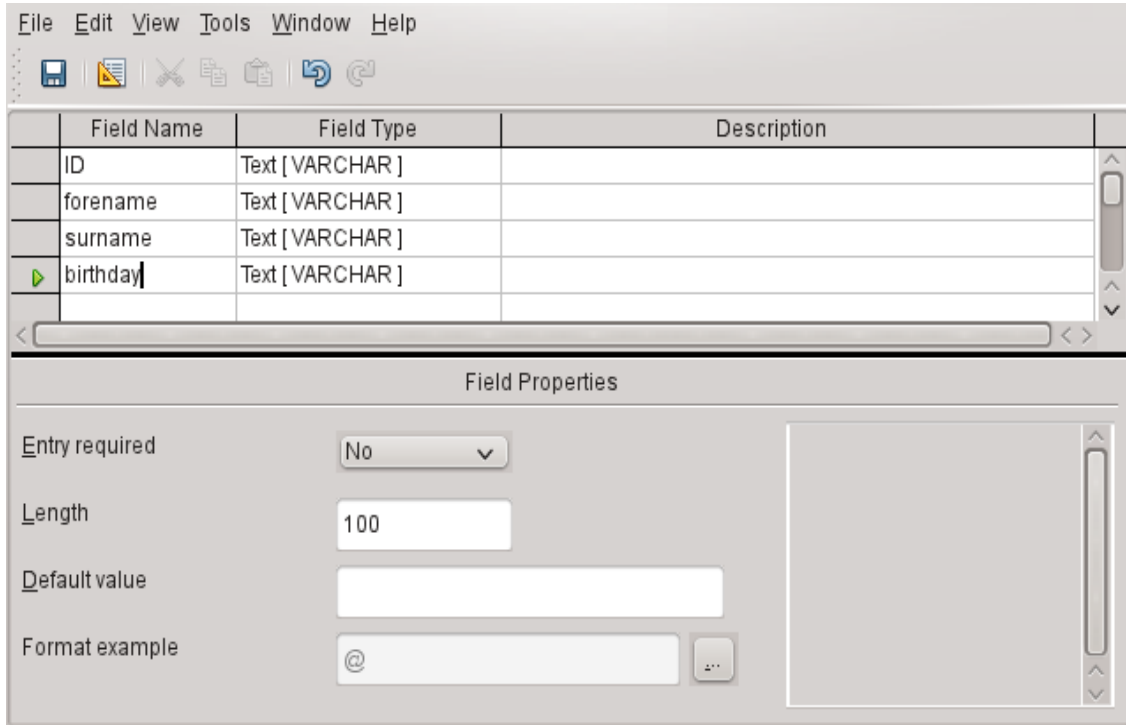 File Edit View Tools Window Help
Field Name Field Type Description
ID Text [ VARCHAR ]
forename Text [ VARCHAR ]
surname Text [ VARCHAR ]
birthday Text [ VARCHAR ]
Field Properties
Entry required No
Length 100
Default value
Format example @ ...